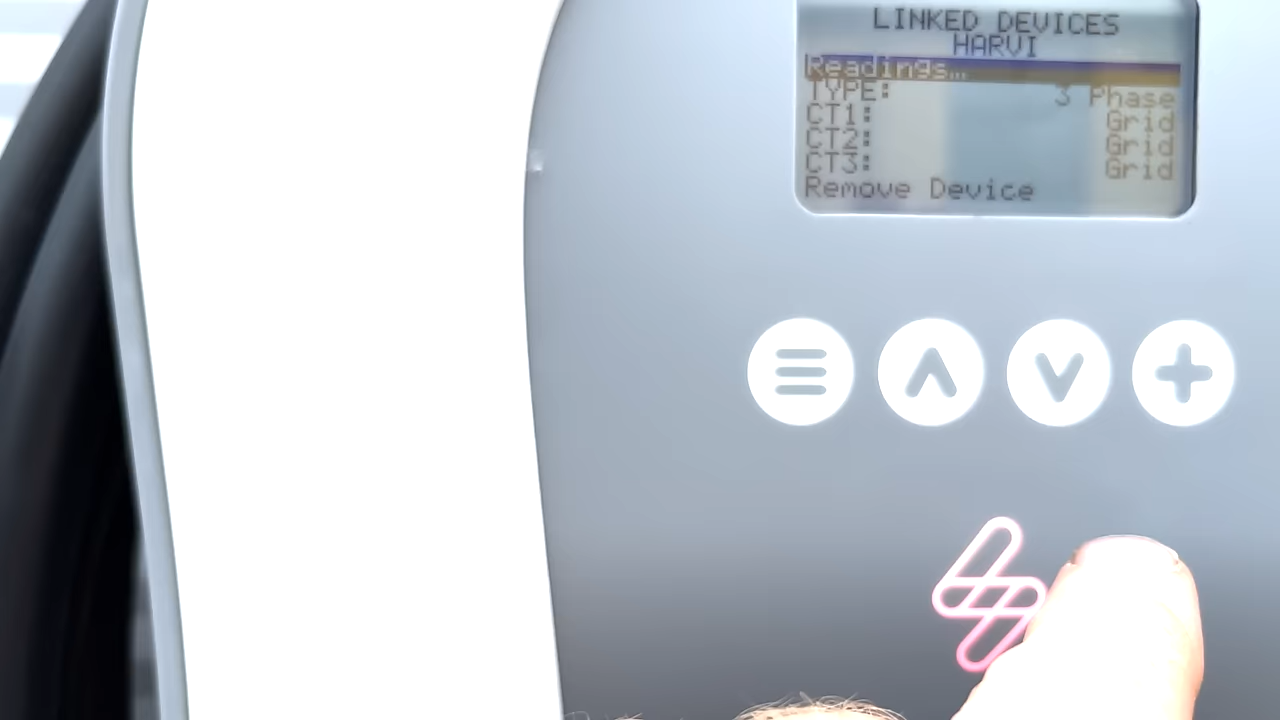 LINKED DEVICES
HARVI
Readings...
TYPE: 3 Phase
CT1: Grid
CT2: Grid
CT3: Grid
Remove Device